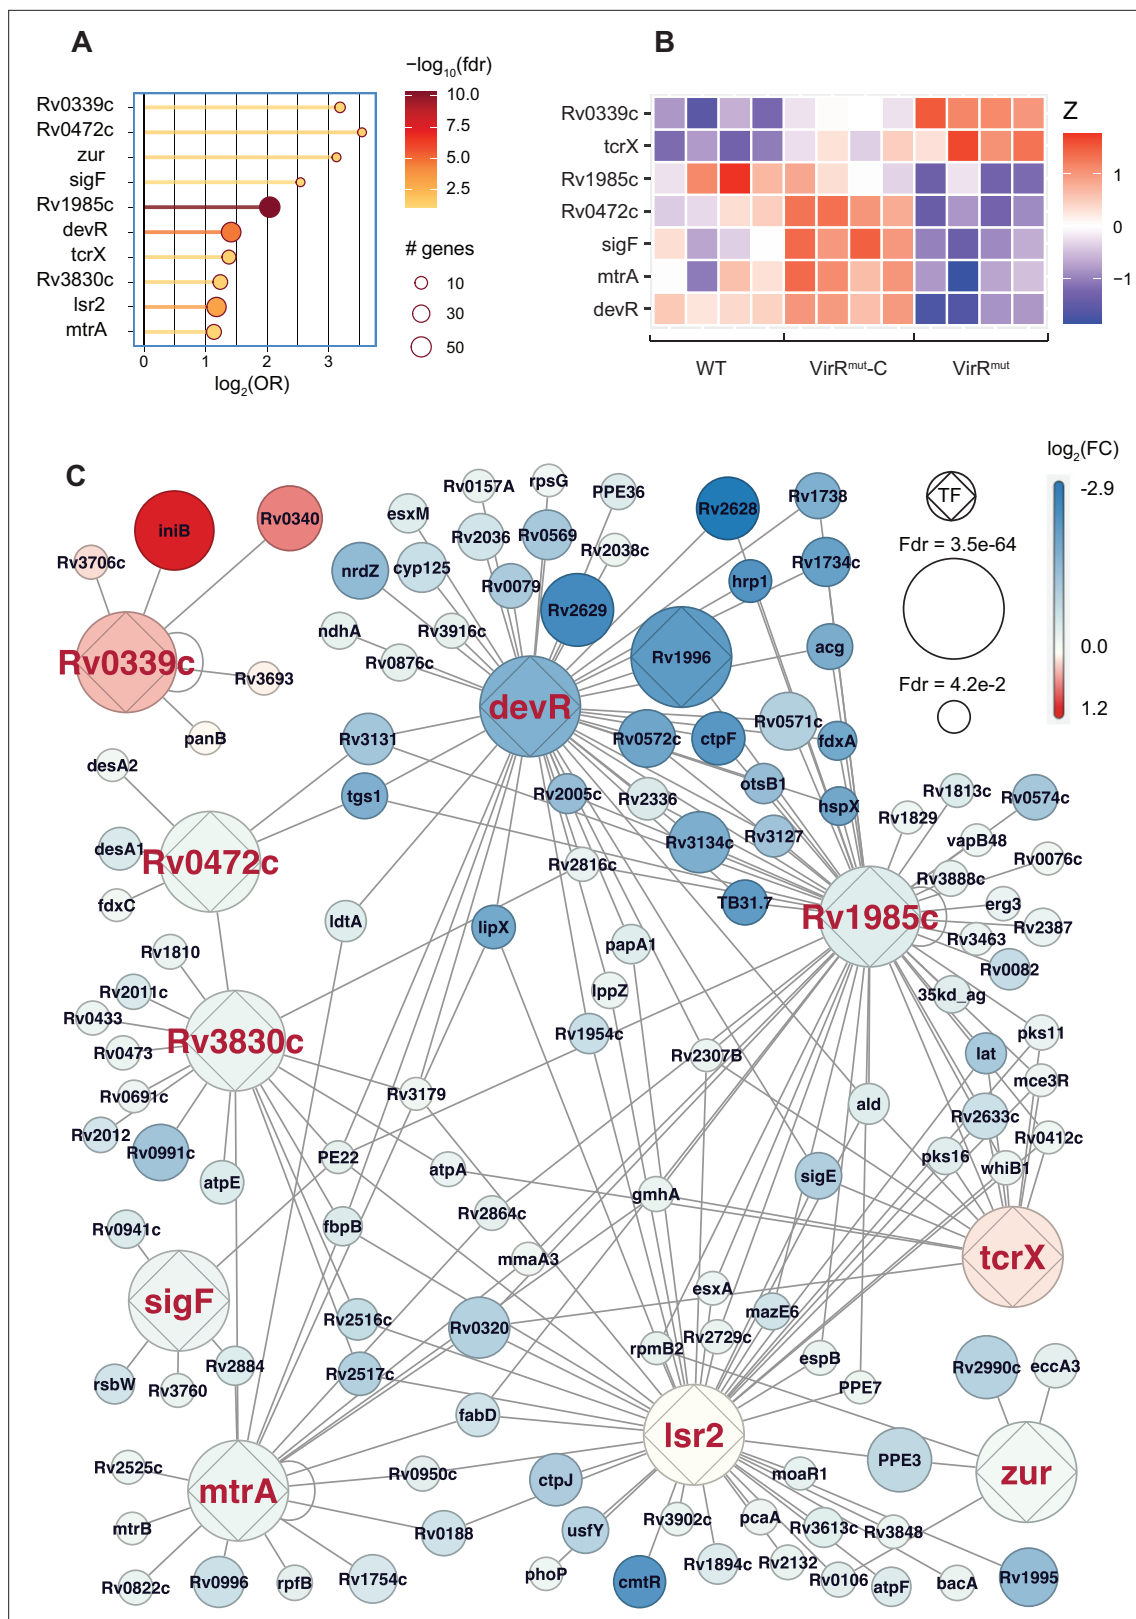 A
B
−log10(fdr)
10.0
7.5
5.0
2.5
# genes
10
30
50
Rv0339c
Rv0472c
zur
sigF
Rv1985c
devR
tcrX
Rv3830c
lsr2
mtrA
0 1 2 3
log2(OR)
Rv0339c
tcrX
Rv1985c
Rv0472c
sigF
mtrA
devR
WT VirRmut-C VirRmut
Z
1
0
−1
C
log2(FC)
-2.9
0.0
1.2
TF
Fdr = 3.5e-64
Fdr = 4.2e-2
iniB
Rv0340
Rv3706c
Rv0339c
Rv3693
panB
Rv0157A
rpsG
PPE36
esxM
Rv2036
Rv0569
Rv2038c
nrdZ
cyp125
Rv0079
Rv2629
ndhA
Rv3916c
Rv0876c
Rv2628
Rv1738
hrp1
Rv1734c
Rv1996
acg
devR
Rv3131
Rv0572c
ctpF
Rv0571c
fdxA
desA2
tgs1
Rv2005c
Rv2336
otsB1
hspX
Rv1813c
Rv0574c
Rv1829
desA1
Rv0472c
Rv3134c
Rv3127
vapB48
Rv0076c
Rv2816c
Rv3888c
fdxC
TB31.7
Rv1985c
erg3
ldtA
lipX
Rv2387
Rv1810
papA1
Rv3463
Rv0082
Rv2011c
lppZ
35kd_ag
Rv0433
Rv3830c
Rv1954c
pks11
Rv0473
Rv2307B
lat
mce3R
Rv0691c
Rv3179
ald
Rv2633c
Rv2012
Rv0991c
PE22
atpA
Rv0412c
pks16
whiB1
atpE
gmhA
sigE
Rv0941c
fbpB
Rv2864c
mmaA3
tcrX
sigF
esxA
mazE6
Rv2516c
Rv0320
Rv2729c
rpmB2
espB
rsbW
Rv3760
Rv2884
Rv2517c
PPE7
Rv2990c
eccA3
fabD
lsr2
Rv2525c
mtrA
Rv0950c
ctpJ
moaR1
PPE3
zur
mtrB
Rv0188
usfY
Rv3902c
pcaA
Rv3613c
Rv3848
Rv0822c
Rv0996
rpfB
Rv1754c
phoP
cmtR
Rv1894c
Rv2132
Rv0106
atpF
bacA
Rv1995